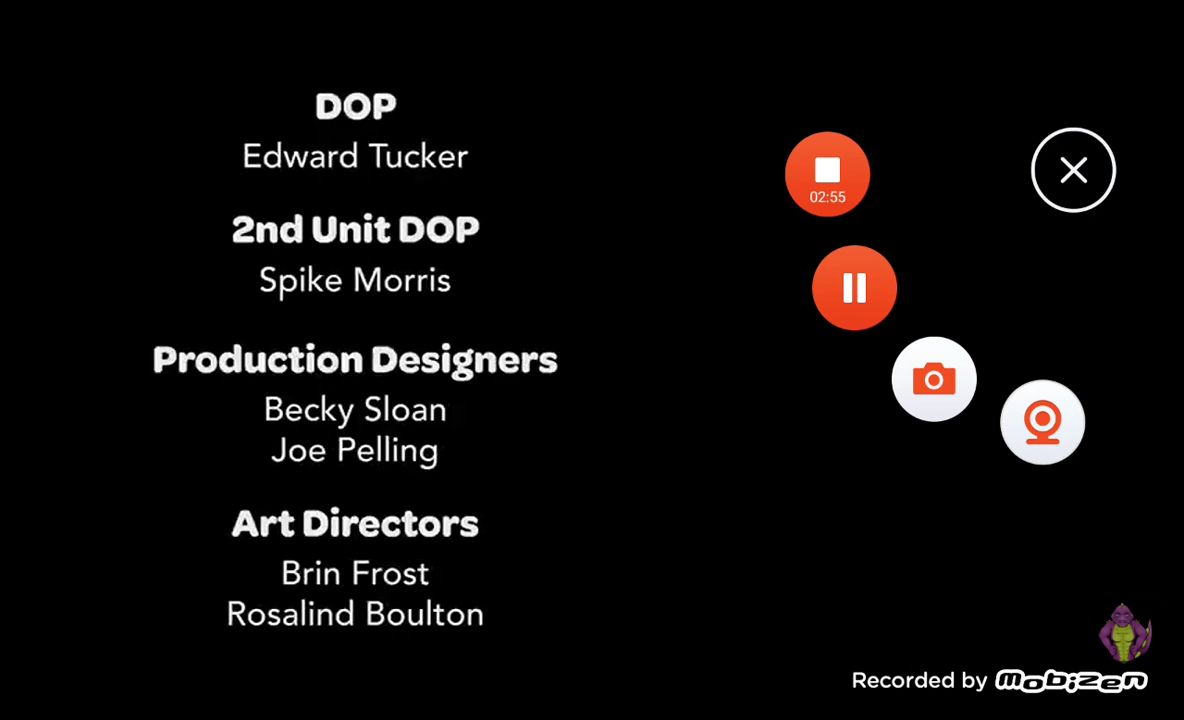 DOP
Edward Tucker
2nd Unit DOP
Spike Morris
Production Designers
Becky Sloan
Joe Pelling
Art Directors
Brin Frost
Rosalind Boulton
02:55
Recorded by mobizen